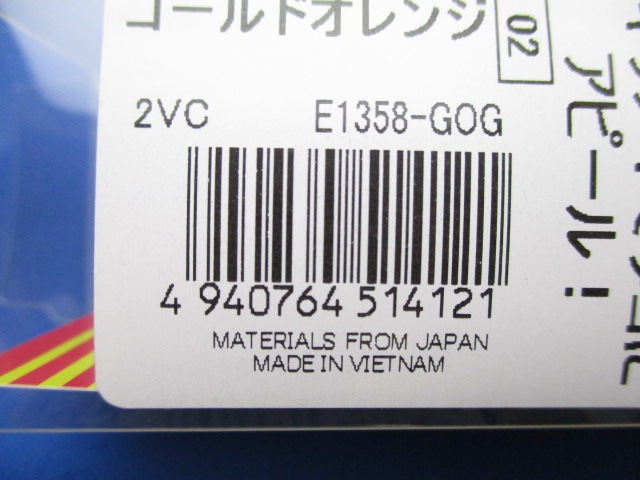 ゴールドオレンジ
02
アピール!
2VC E1358-GOG
4 940764 514121
MATERIALS FROM JAPAN
MADE IN VIETNAM